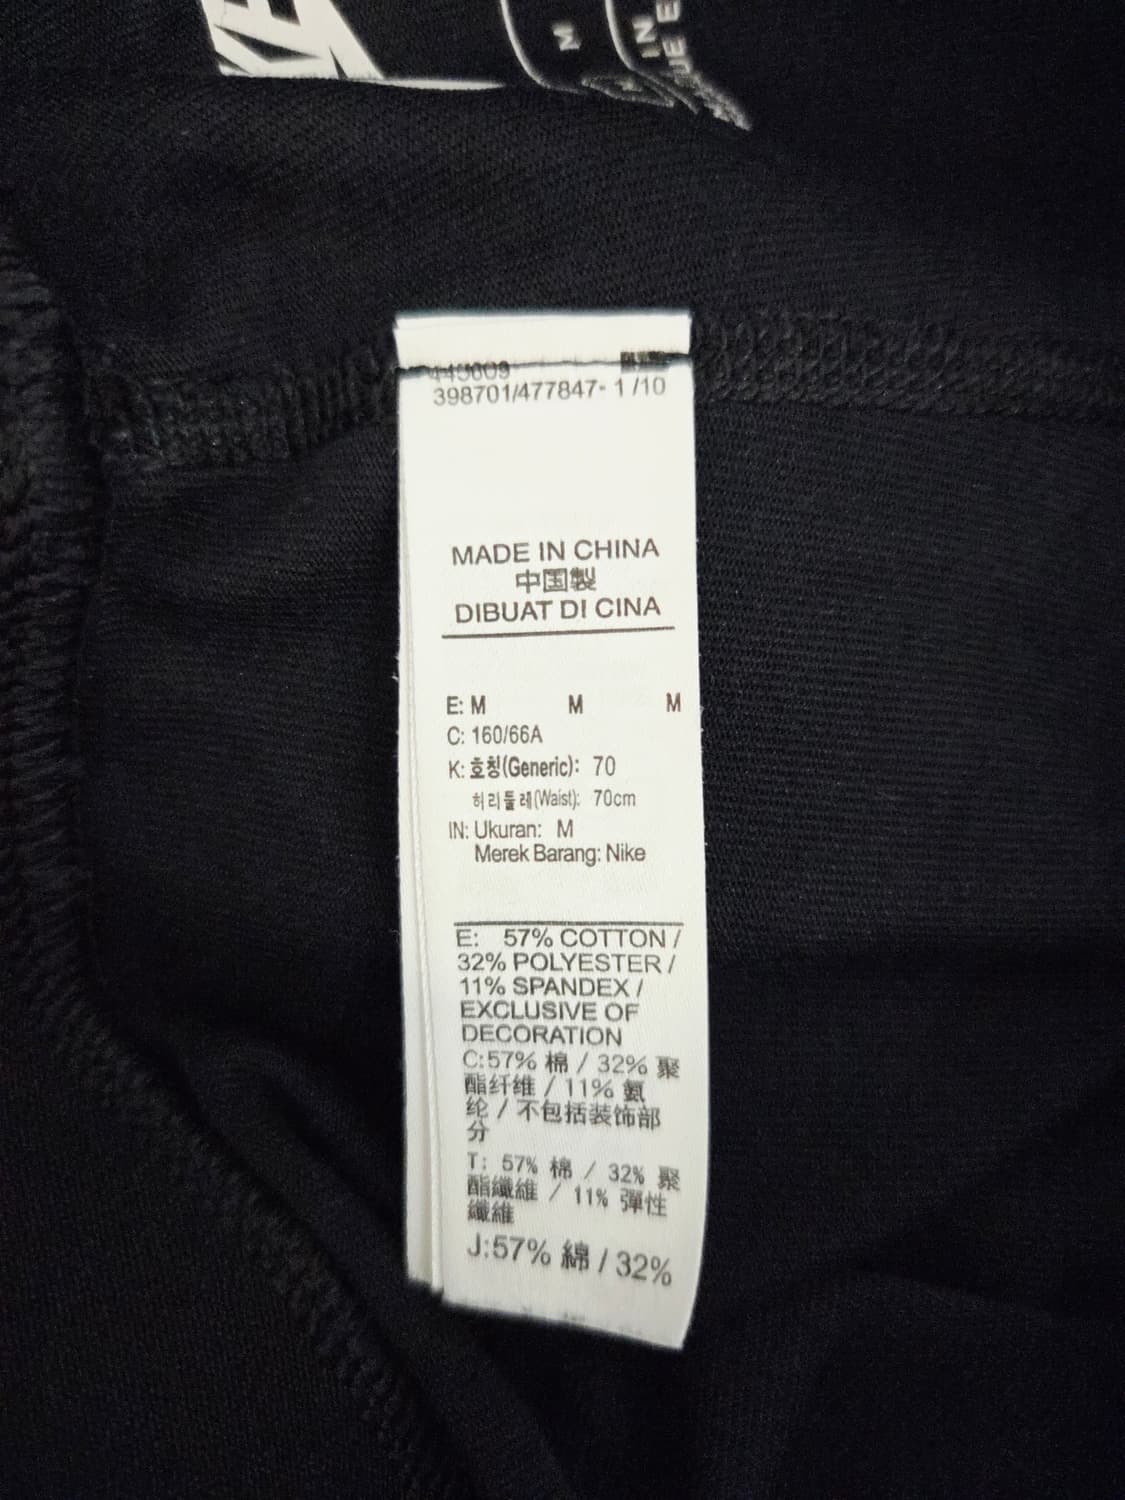 M
IN
398701/477847- 1 /10
MADE IN CHINA
中国製
DIBUAT DI CINA
E: M M M
C: 160/66A
K: 호칭(Generic): 70
허리둘레(Waist): 70cm
IN: Ukuran: M
Merek Barang: Nike
E: 57% COTTON /
32% POLYESTER /
11% SPANDEX /
EXCLUSIVE OF
DECORATION
C:57% 棉 / 32% 聚
酯纤维 / 11% 氨
纶 / 不包括装饰部
分
T: 57% 棉 / 32% 聚
酯纖維 / 11% 彈性
纖維
J:57% 綿 / 32%